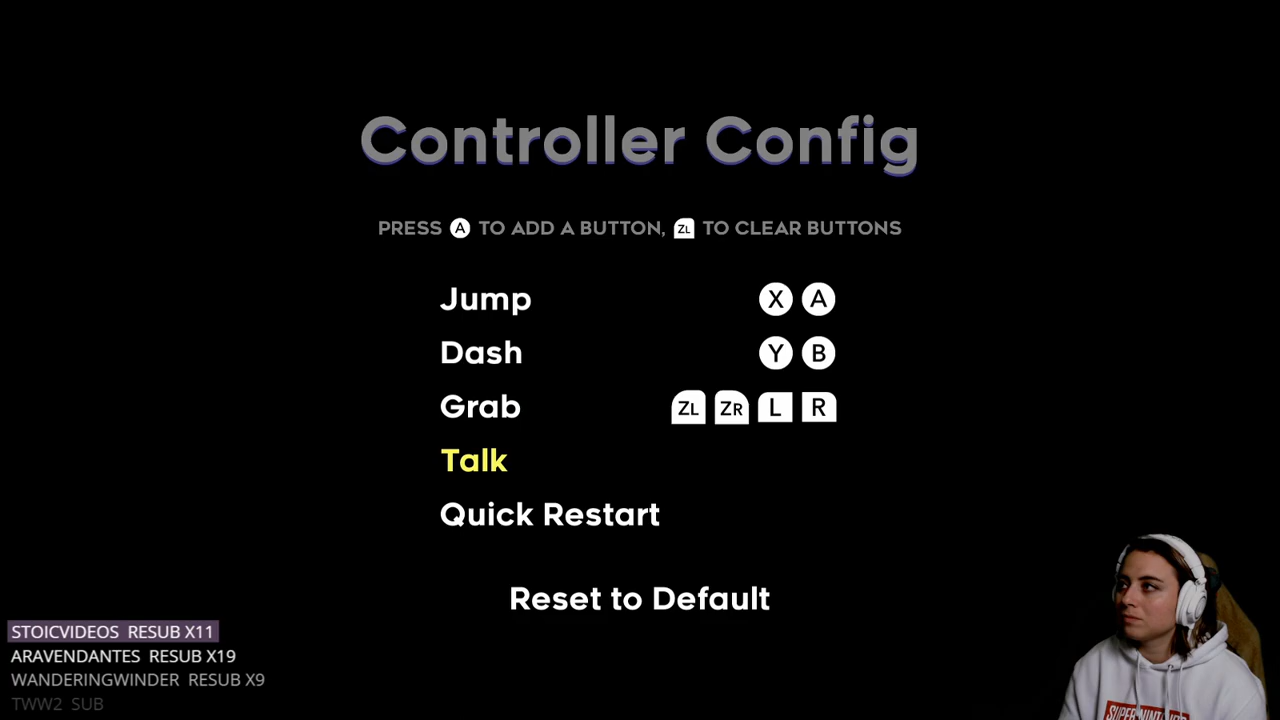 Controller Config
PRESS A TO ADD A BUTTON, ZL TO CLEAR BUTTONS
Jump X A
Dash Y B
Grab ZL ZR L R
Talk
Quick Restart
Reset to Default
STOICVIDEOS RESUB X11
ARAVENDANTES RESUB X19
WANDERINGWINDER RESUB X9
TWW2 SUB